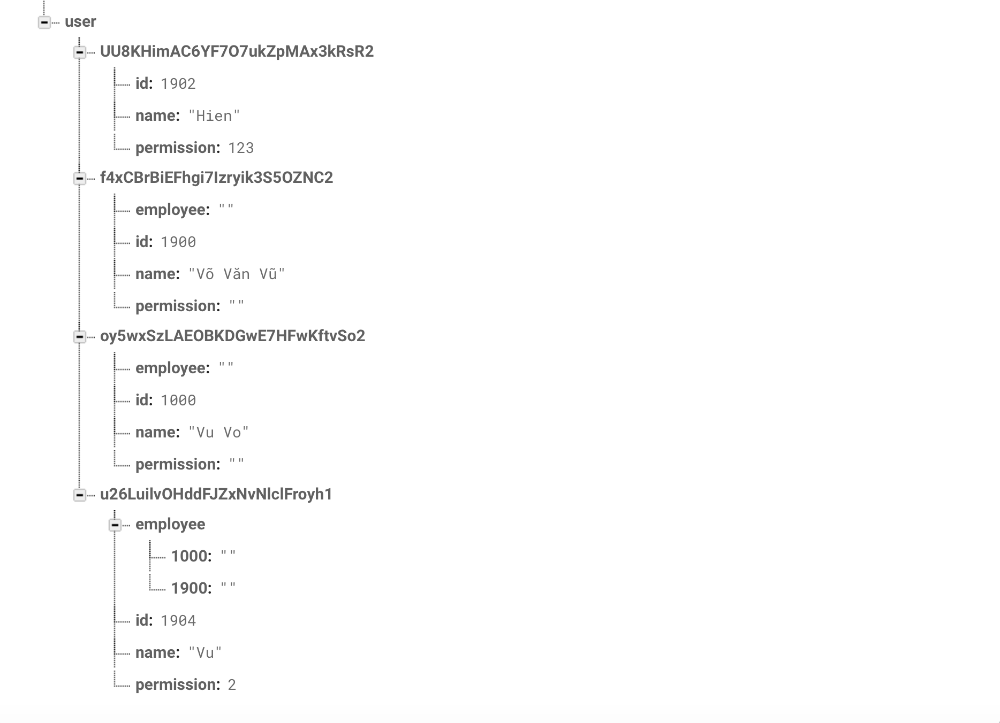 user
UU8KHimAC6YF7O7ukZpMAx3kRsR2
id: 1902
name: "Hien"
permission: 123
f4xCBrBiEFhgi7Izryik3S5OZNC2
employee: ""
id: 1900
name: "Võ Văn Vũ"
permission: ""
oy5wxSzLAEOBKDGwE7HFwKftvSo2
employee: ""
id: 1000
name: "Vu Vo"
permission: ""
u26LuilvOHddFJZxNvNlclFroyh1
employee
1000: ""
1900: ""
id: 1904
name: "Vu"
permission: 2